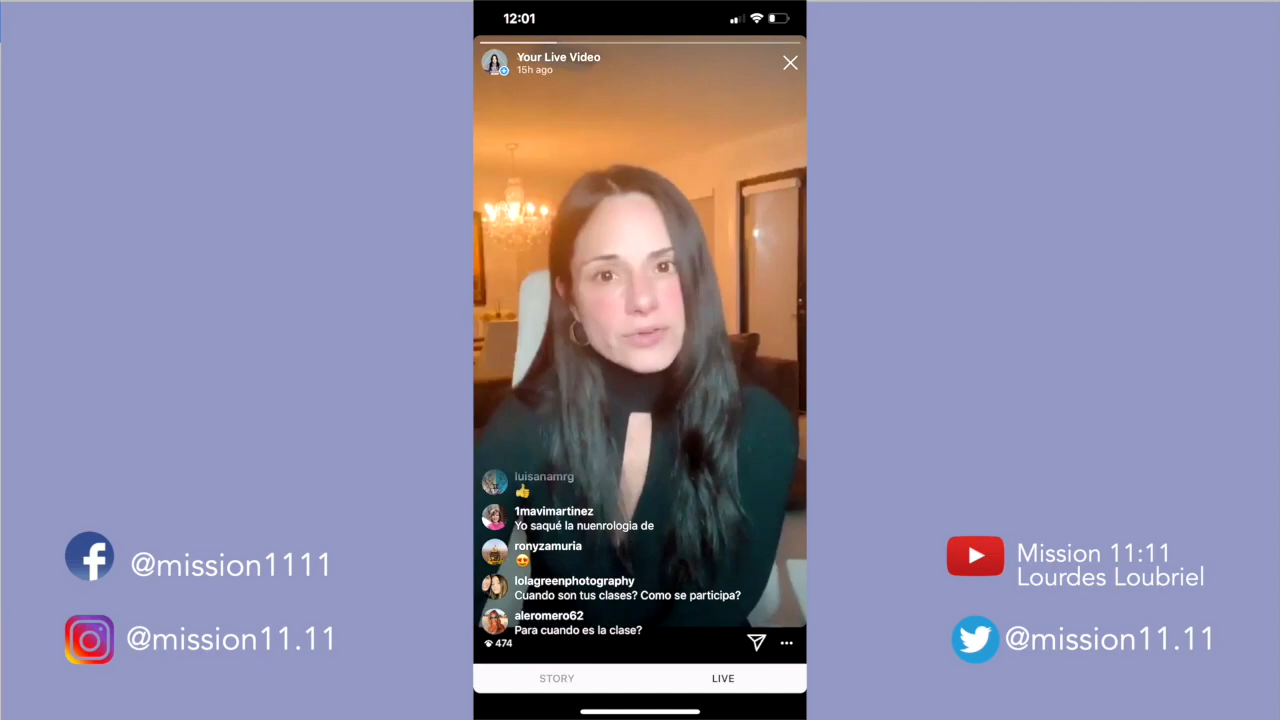 12:01
Your Live Video
15h ago
luisanamrg
1mavimartinez
Yo saqué la nuenrologia de
ronyzamuria
lolagreenphotography
Cuando son tus clases? Como se participa?
aleromero62
Para cuando es la clase?
474
STORY
LIVE
@mission1111
@mission11.11
Mission 11:11
Lourdes Loubriel
@mission11.11